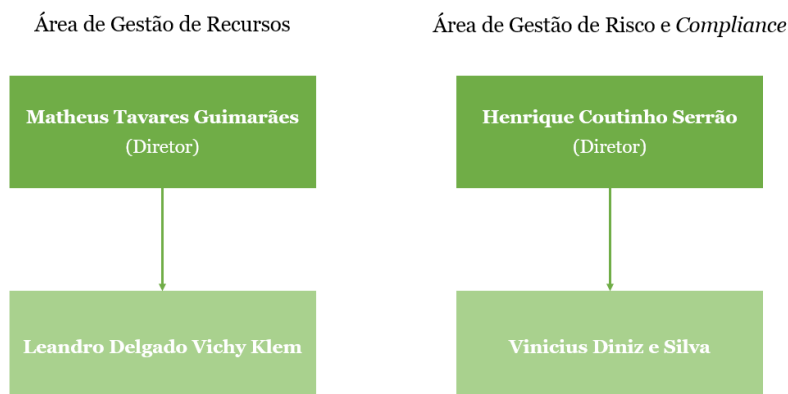 Área de Gestão de Recursos
Área de Gestão de Risco e Compliance
Matheus Tavares Guimarães
(Diretor)
Henrique Coutinho Serrão
(Diretor)
Leandro Delgado Vichy Klem
Vinicius Diniz e Silva